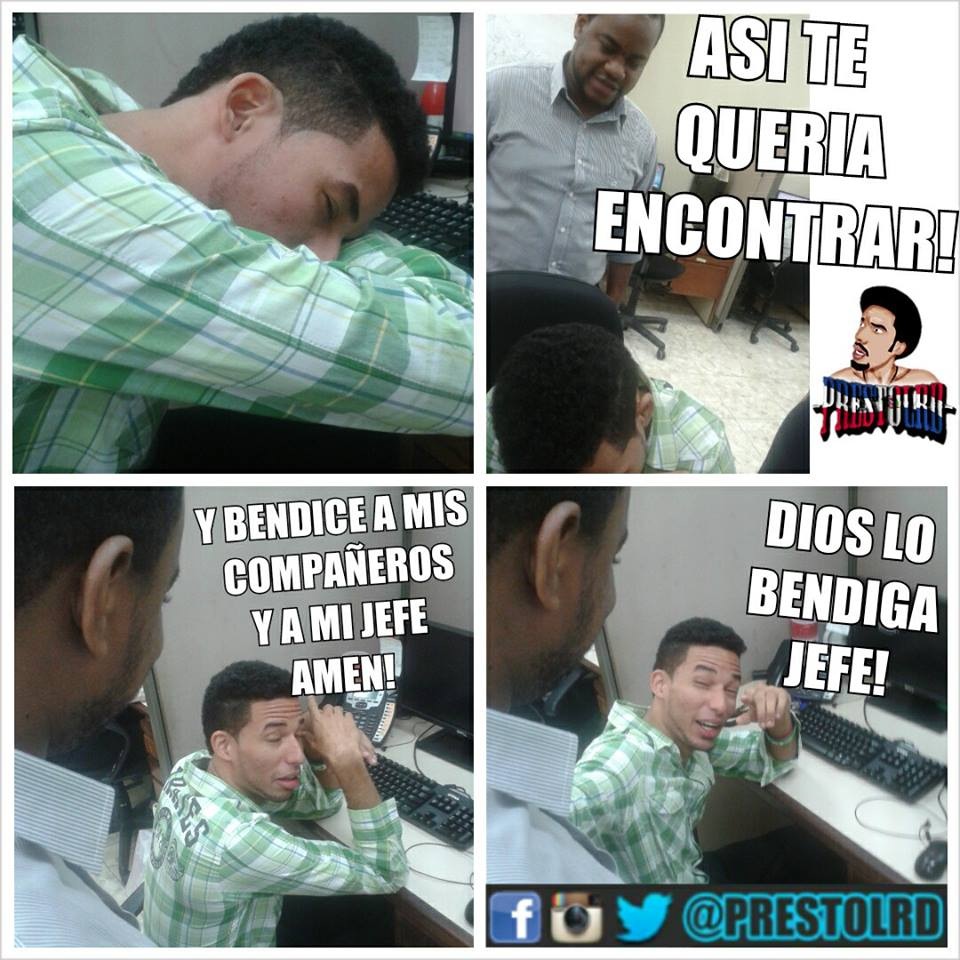 ASI TE
QUERIA
ENCONTRAR!
PRESTOLRD
Y BENDICE A MIS
COMPAÑEROS
Y A MI JEFE
AMEN!
DIOS LO
BENDIGA
JEFE!
@PRESTOLRD